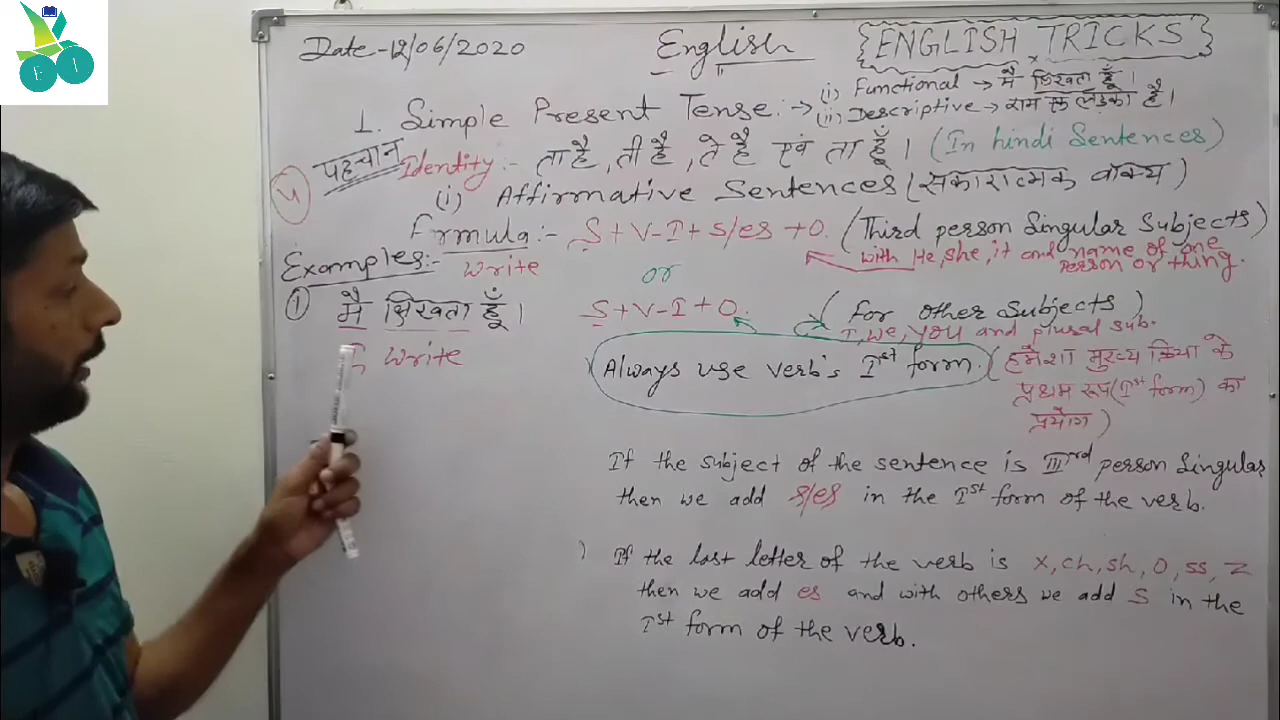 Date-12/06/2020
English
{ENGLISH TRICKS}
1. Simple Present Tense:→
(i) Functional → मैं लिखता हूँ।
(ii) Descriptive → राम एक लड़का है।
पहचान
Identity:- ता है, ती है, ते है एवं ता हूँ। (In hindi Sentences)
(i) Affirmative Sentences (सकारात्मक वाक्य)
Formula:- S+V-I+s/es+O. (Third person Singular Subjects)
with He, she, it and name of one
person or thing.
Examples:-
Write
or
① मैं लिखता हूँ।
S+V-I+O. (for other Subjects)
I, we, you and plural sub.
I write
Always use verb's Ist form. (हमेशा मुख्य क्रिया के
प्रथम रूप (Ist form) का
प्रयोग)
If the subject of the sentence is IIIrd person Singular
then we add s/es in the Ist form of the verb.
If the last letter of the verb is x, ch, sh, o, ss, z
then we add es and with others we add s in the
Ist form of the verb.